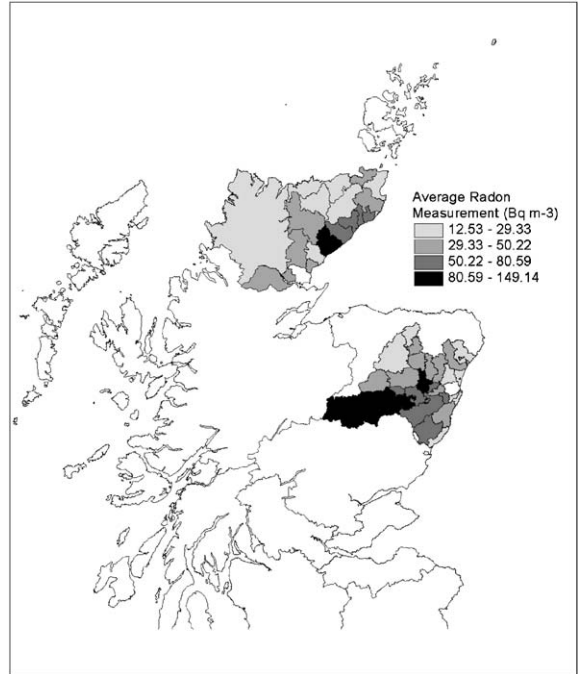 Average Radon
Measurement (Bq m-3)
12.53 - 29.33
29.33 - 50.22
50.22 - 80.59
80.59 - 149.14